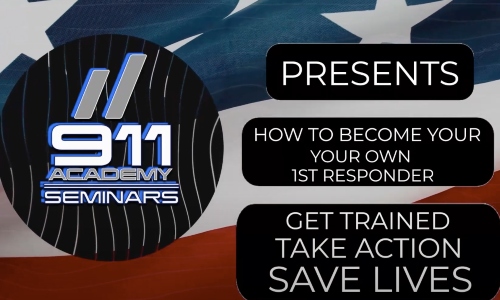 911
ACADEMY
SEMINARS
PRESENTS
HOW TO BECOME YOUR
YOUR OWN
1ST RESPONDER
GET TRAINED
TAKE ACTION
SAVE LIVES